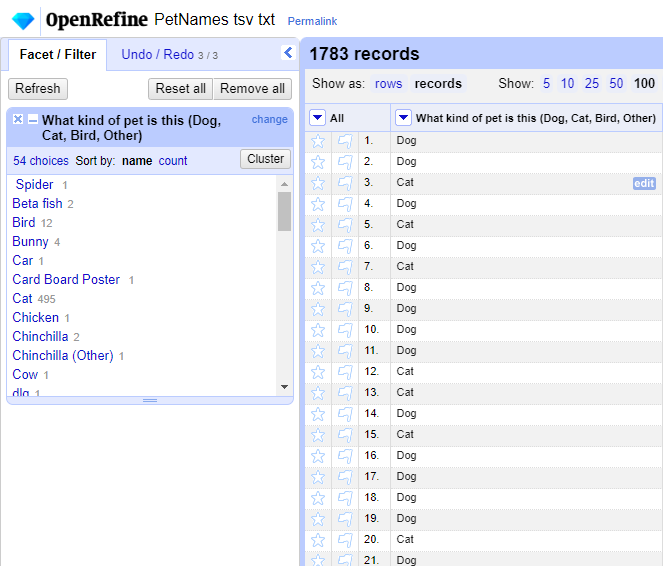 OpenRefine PetNames tsv txt Permalink
Facet / Filter Undo / Redo 3 / 3
Refresh Reset all Remove all
What kind of pet is this (Dog, Cat, Bird, Other) change
54 choices Sort by: name count Cluster
Spider 1
Beta fish 2
Bird 12
Bunny 4
Car 1
Card Board Poster 1
Cat 495
Chicken 1
Chinchilla 2
Chinchilla (Other) 1
Cow 1
dlg 1
1783 records
Show as: rows records Show: 5 10 25 50 100
All What kind of pet is this (Dog, Cat, Bird, Other)
1. Dog
2. Dog
3. Cat edit
4. Dog
5. Cat
6. Dog
7. Cat
8. Dog
9. Dog
10. Dog
11. Dog
12. Cat
13. Cat
14. Dog
15. Cat
16. Dog
17. Dog
18. Dog
19. Dog
20. Cat
21. Dog